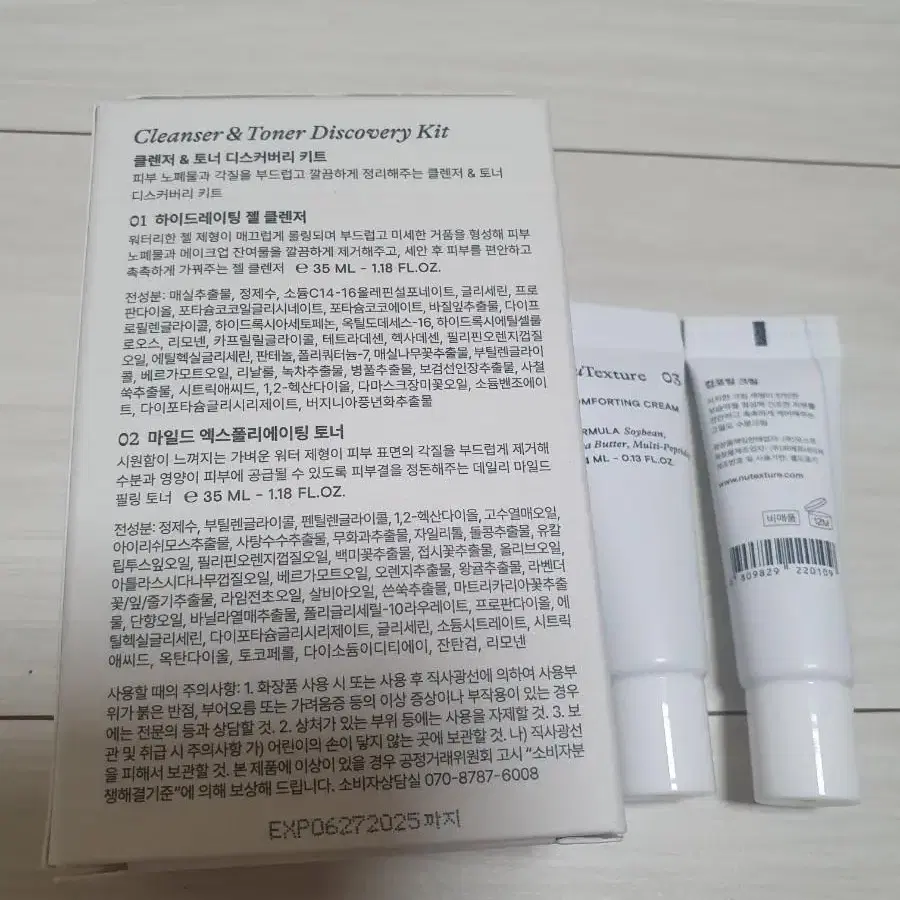 Cleanser & Toner Discovery Kit
클렌저 & 토너 디스커버리 키트
피부 노폐물과 각질을 부드럽고 깔끔하게 정리해주는 클렌저 & 토너
디스커버리 키트
01 하이드레이팅 젤 클렌저
워터리한 젤 제형이 매끄럽게 롤링되며 부드럽고 미세한 거품을 형성해 피부
노폐물과 메이크업 잔여물을 깔끔하게 제거해주고, 세안 후 피부를 편안하고
촉촉하게 가꿔주는 젤 클렌저 ℮ 35 ML - 1.18 FL.OZ.
전성분: 매실추출물, 정제수, 소듐C14-16올레핀설포네이트, 글리세린, 프로
판다이올, 포타슘코코일글리시네이트, 포타슘코코에이트, 바질잎추출물, 다이프
로필렌글라이콜, 하이드록시아세토페논, 옥틸도데세스-16, 하이드록시에틸셀룰
로오스, 리모넨, 카프릴릴글라이콜, 테트라데센, 헥사데센, 필리핀오렌지껍질
오일, 에틸헥실글리세린, 판테놀, 폴리쿼터늄-7, 매실나무꽃추출물, 부틸렌글라이
콜, 베르가모트오일, 리날룰, 녹차추출물, 병풀추출물, 보검선인장추출물, 사철
쑥추출물, 시트릭애씨드, 1,2-헥산다이올, 다마스크장미꽃오일, 소듐벤조에이
트, 다이포타슘글리시리제이트, 버지니아풍년화추출물
02 마일드 엑스폴리에이팅 토너
시원함이 느껴지는 가벼운 워터 제형이 피부 표면의 각질을 부드럽게 제거해
수분과 영양이 피부에 공급될 수 있도록 피부결을 정돈해주는 데일리 마일드
필링 토너 ℮ 35 ML - 1.18 FL.OZ.
전성분: 정제수, 부틸렌글라이콜, 펜틸렌글라이콜, 1,2-헥산다이올, 고수열매오일,
아이리쉬모스추출물, 사탕수수추출물, 무화과추출물, 자일리톨, 돌콩추출물, 유칼
립투스잎오일, 필리핀오렌지껍질오일, 백미꽃추출물, 접시꽃추출물, 올리브오일,
아틀라스시다나무껍질오일, 베르가모트오일, 오렌지추출물, 왕귤추출물, 라벤더
꽃/잎/줄기추출물, 라임전초오일, 살비아오일, 쓴쑥추출물, 마트리카리아꽃추출
물, 단향오일, 바닐라열매추출물, 폴리글리세릴-10라우레이트, 프로판다이올, 에
틸헥실글리세린, 다이포타슘글리시리제이트, 글리세린, 소듐시트레이트, 시트릭
애씨드, 옥탄다이올, 토코페롤, 다이소듐이디티에이, 잔탄검, 리모넨
사용할 때의 주의사항: 1. 화장품 사용 시 또는 사용 후 직사광선에 의하여 사용부
위가 붉은 반점, 부어오름 또는 가려움증 등의 이상 증상이나 부작용이 있는 경우
에는 전문의 등과 상담할 것. 2. 상처가 있는 부위 등에는 사용을 자제할 것. 3. 보
관 및 취급 시 주의사항 가) 어린이의 손이 닿지 않는 곳에 보관할 것. 나) 직사광선
을 피해서 보관할 것. 본 제품에 이상이 있을 경우 공정거래위원회 고시 "소비자분
쟁해결기준"에 의해 보상해 드립니다. 소비자상담실 070-8787-6008
EXP06272025까지
uTexture 03
OMFORTING CREAM
RMULA Soybean,
a Butter, Multi-Peptides
4 ML - 0.13 FL.OZ.
컴포팅 크림
www.nutexture.com
비매품
12M
809829 220109